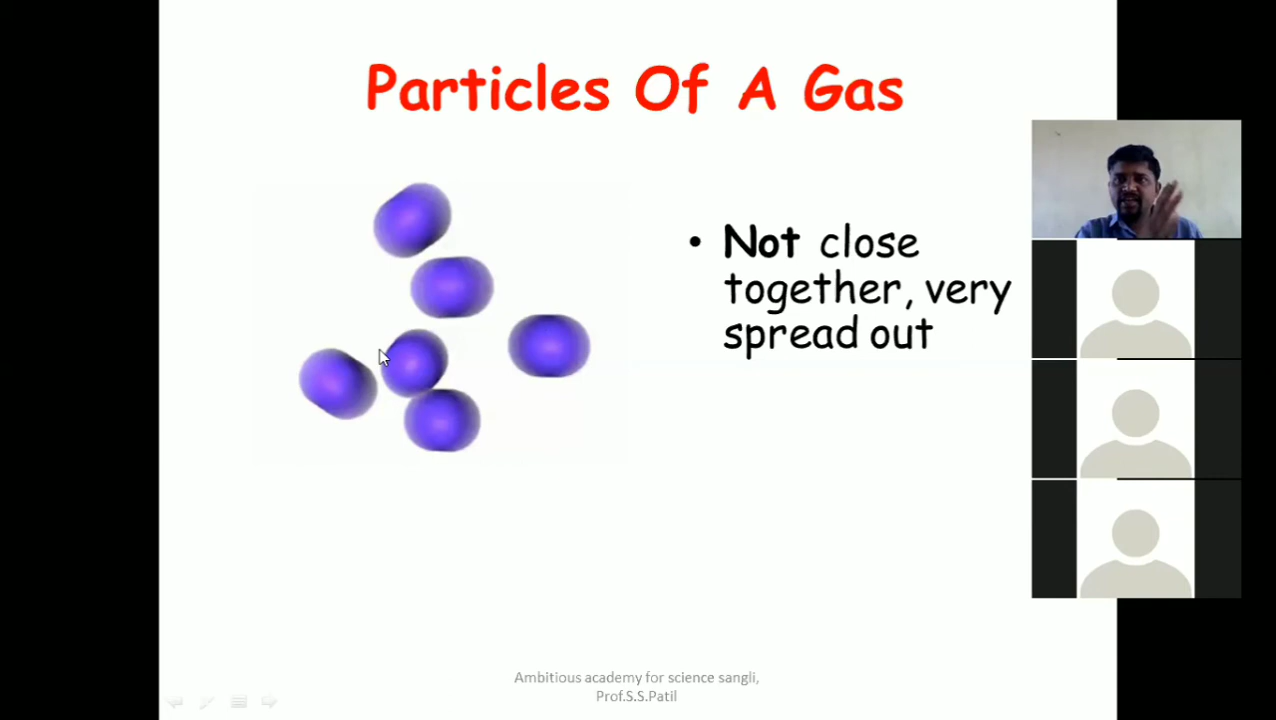 Particles Of A Gas
• Not close
together, very
spread out
Ambitious academy for science sangli,
Prof.S.S.Patil